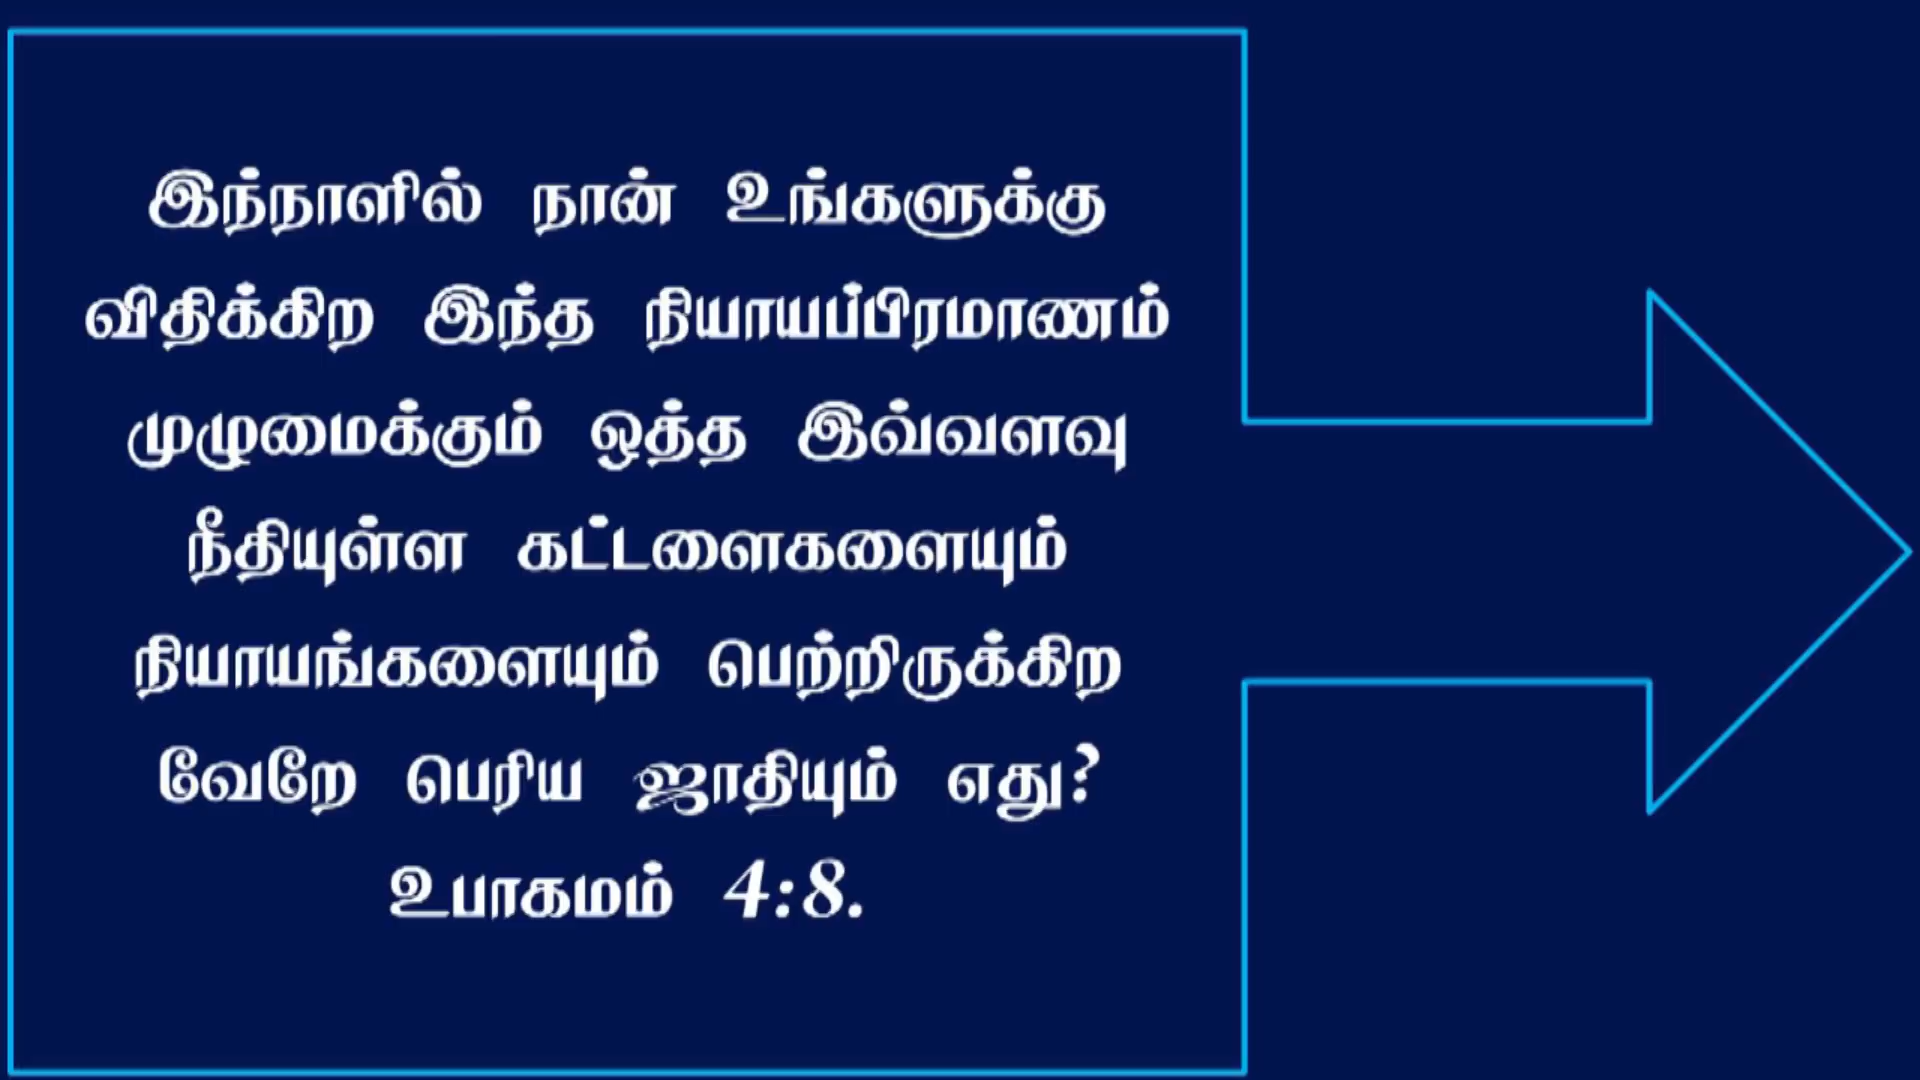 இந்நாளில் நான் உங்களுக்கு
விதிக்கிற இந்த நியாயப்பிரமாணம்
முழுமைக்கும் ஒத்த இவ்வளவு
நீதியுள்ள கட்டளைகளையும்
நியாயங்களையும் பெற்றிருக்கிற
வேறே பெரிய ஜாதியும் எது?
உபாகமம் 4:8.